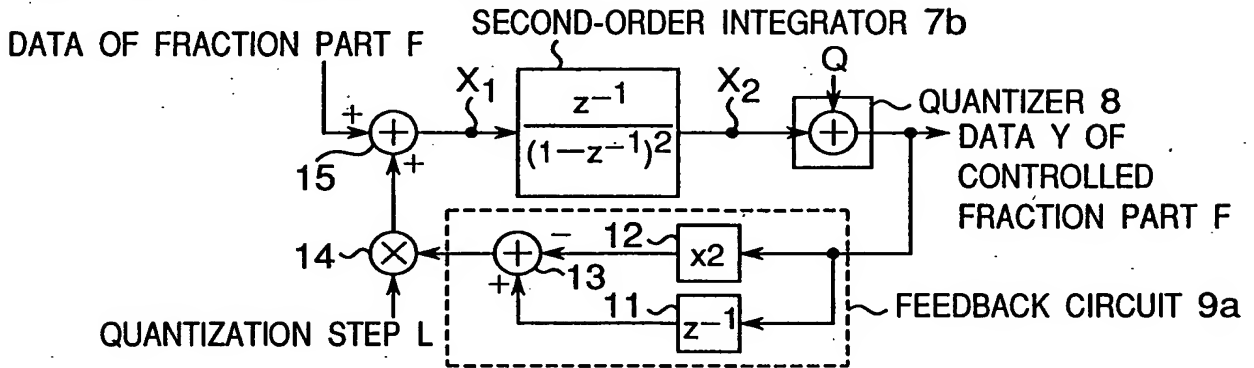 SECOND-ORDER INTEGRATOR 7b
DATA OF FRACTION PART F
X1
z−1
(1−z−1)2
X2
Q
QUANTIZER 8
DATA Y OF
CONTROLLED
FRACTION PART F
+
+
+
15
+
14
×
+
−
+
13
12
x2
11
z−1
FEEDBACK CIRCUIT 9a
QUANTIZATION STEP L